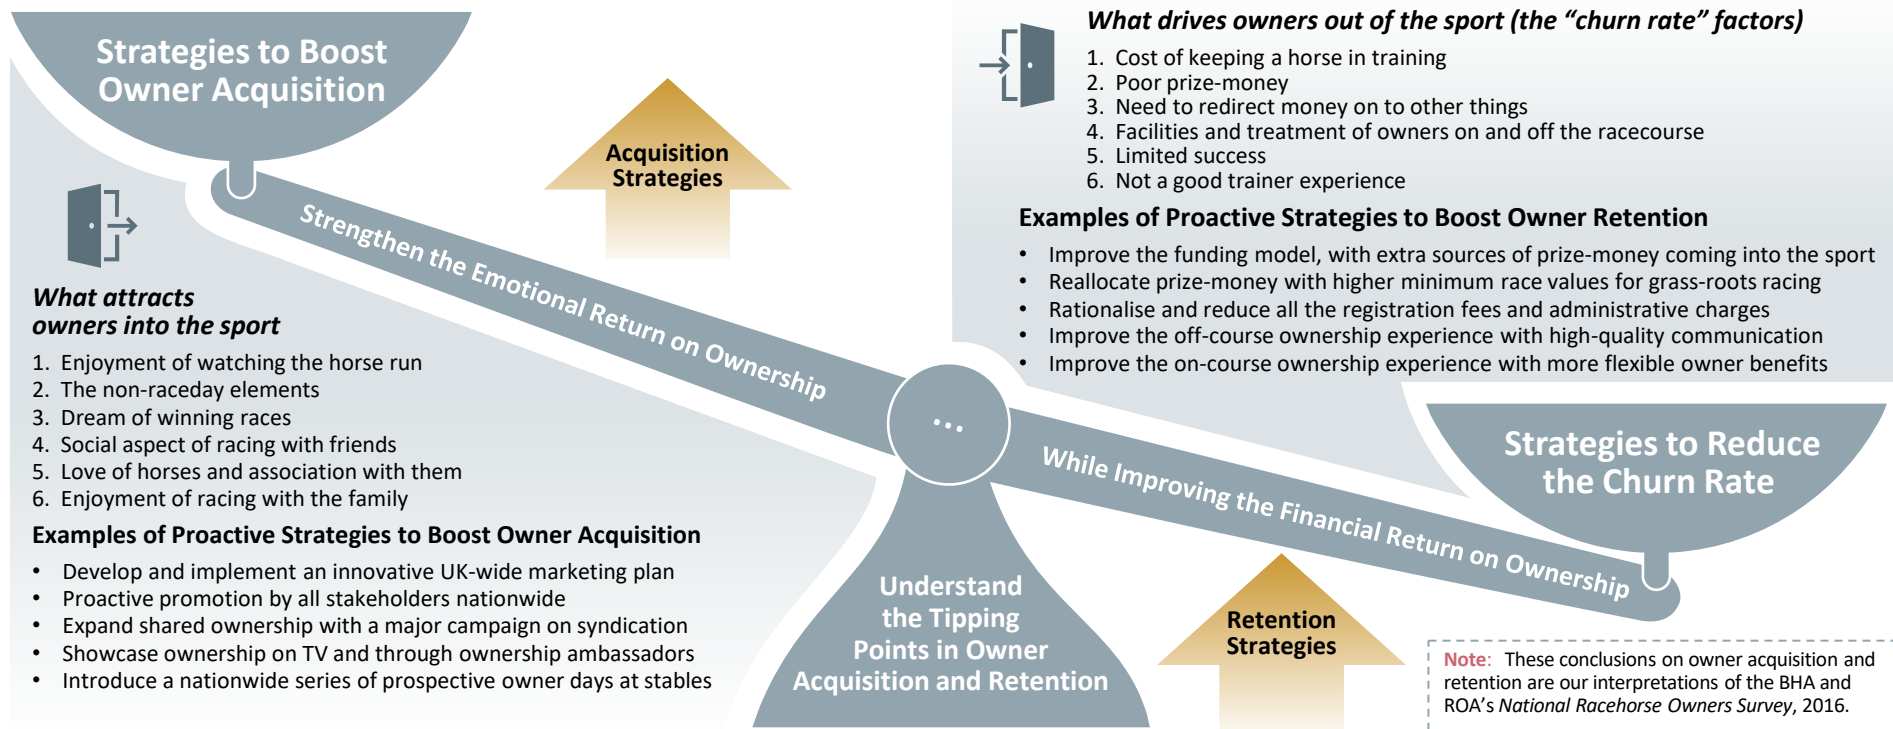 Strategies to Boost
Owner Acquisition
Acquisition
Strategies
Strengthen the Emotional Return on Ownership
What attracts
owners into the sport
1. Enjoyment of watching the horse run
2. The non-raceday elements
3. Dream of winning races
4. Social aspect of racing with friends
5. Love of horses and association with them
6. Enjoyment of racing with the family
Examples of Proactive Strategies to Boost Owner Acquisition
• Develop and implement an innovative UK-wide marketing plan
• Proactive promotion by all stakeholders nationwide
• Expand shared ownership with a major campaign on syndication
• Showcase ownership on TV and through ownership ambassadors
• Introduce a nationwide series of prospective owner days at stables
...
Understand
the Tipping
Points in Owner
Acquisition and Retention
What drives owners out of the sport (the “churn rate” factors)
1. Cost of keeping a horse in training
2. Poor prize-money
3. Need to redirect money on to other things
4. Facilities and treatment of owners on and off the racecourse
5. Limited success
6. Not a good trainer experience
Examples of Proactive Strategies to Boost Owner Retention
• Improve the funding model, with extra sources of prize-money coming into the sport
• Reallocate prize-money with higher minimum race values for grass-roots racing
• Rationalise and reduce all the registration fees and administrative charges
• Improve the off-course ownership experience with high-quality communication
• Improve the on-course ownership experience with more flexible owner benefits
Strategies to Reduce
the Churn Rate
While Improving the Financial Return on Ownership
Retention
Strategies
Note: These conclusions on owner acquisition and
retention are our interpretations of the BHA and
ROA’s National Racehorse Owners Survey, 2016.